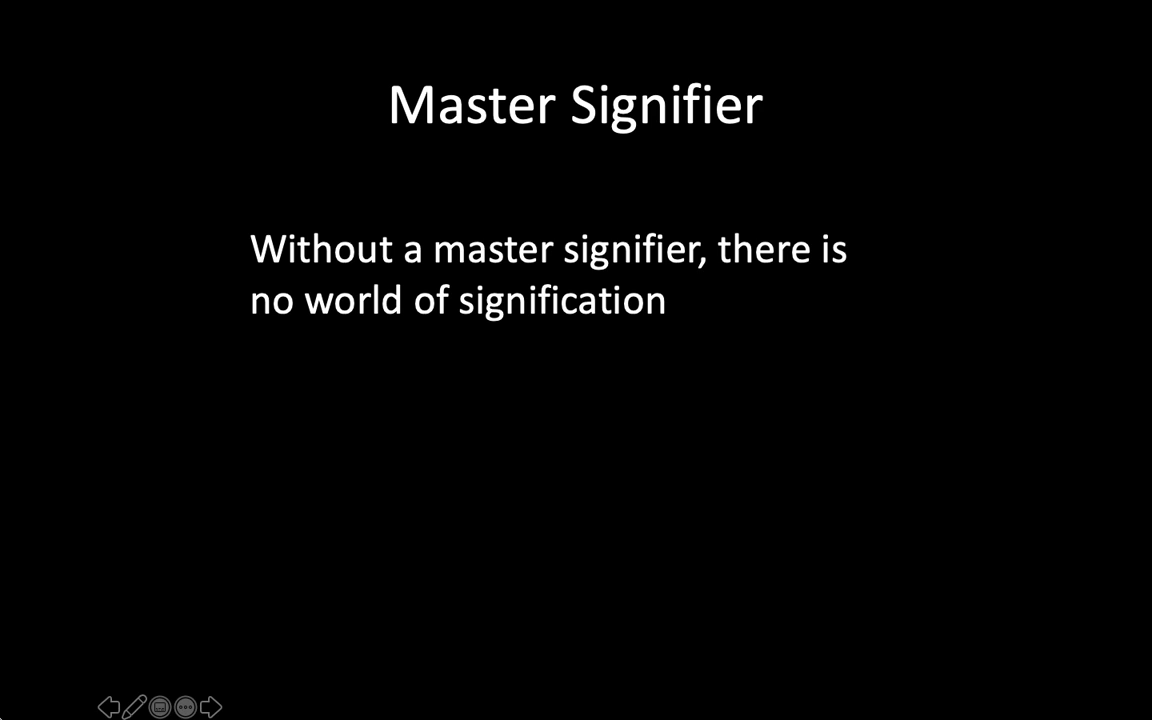 Master Signifier
Without a master signifier, there is
no world of signification